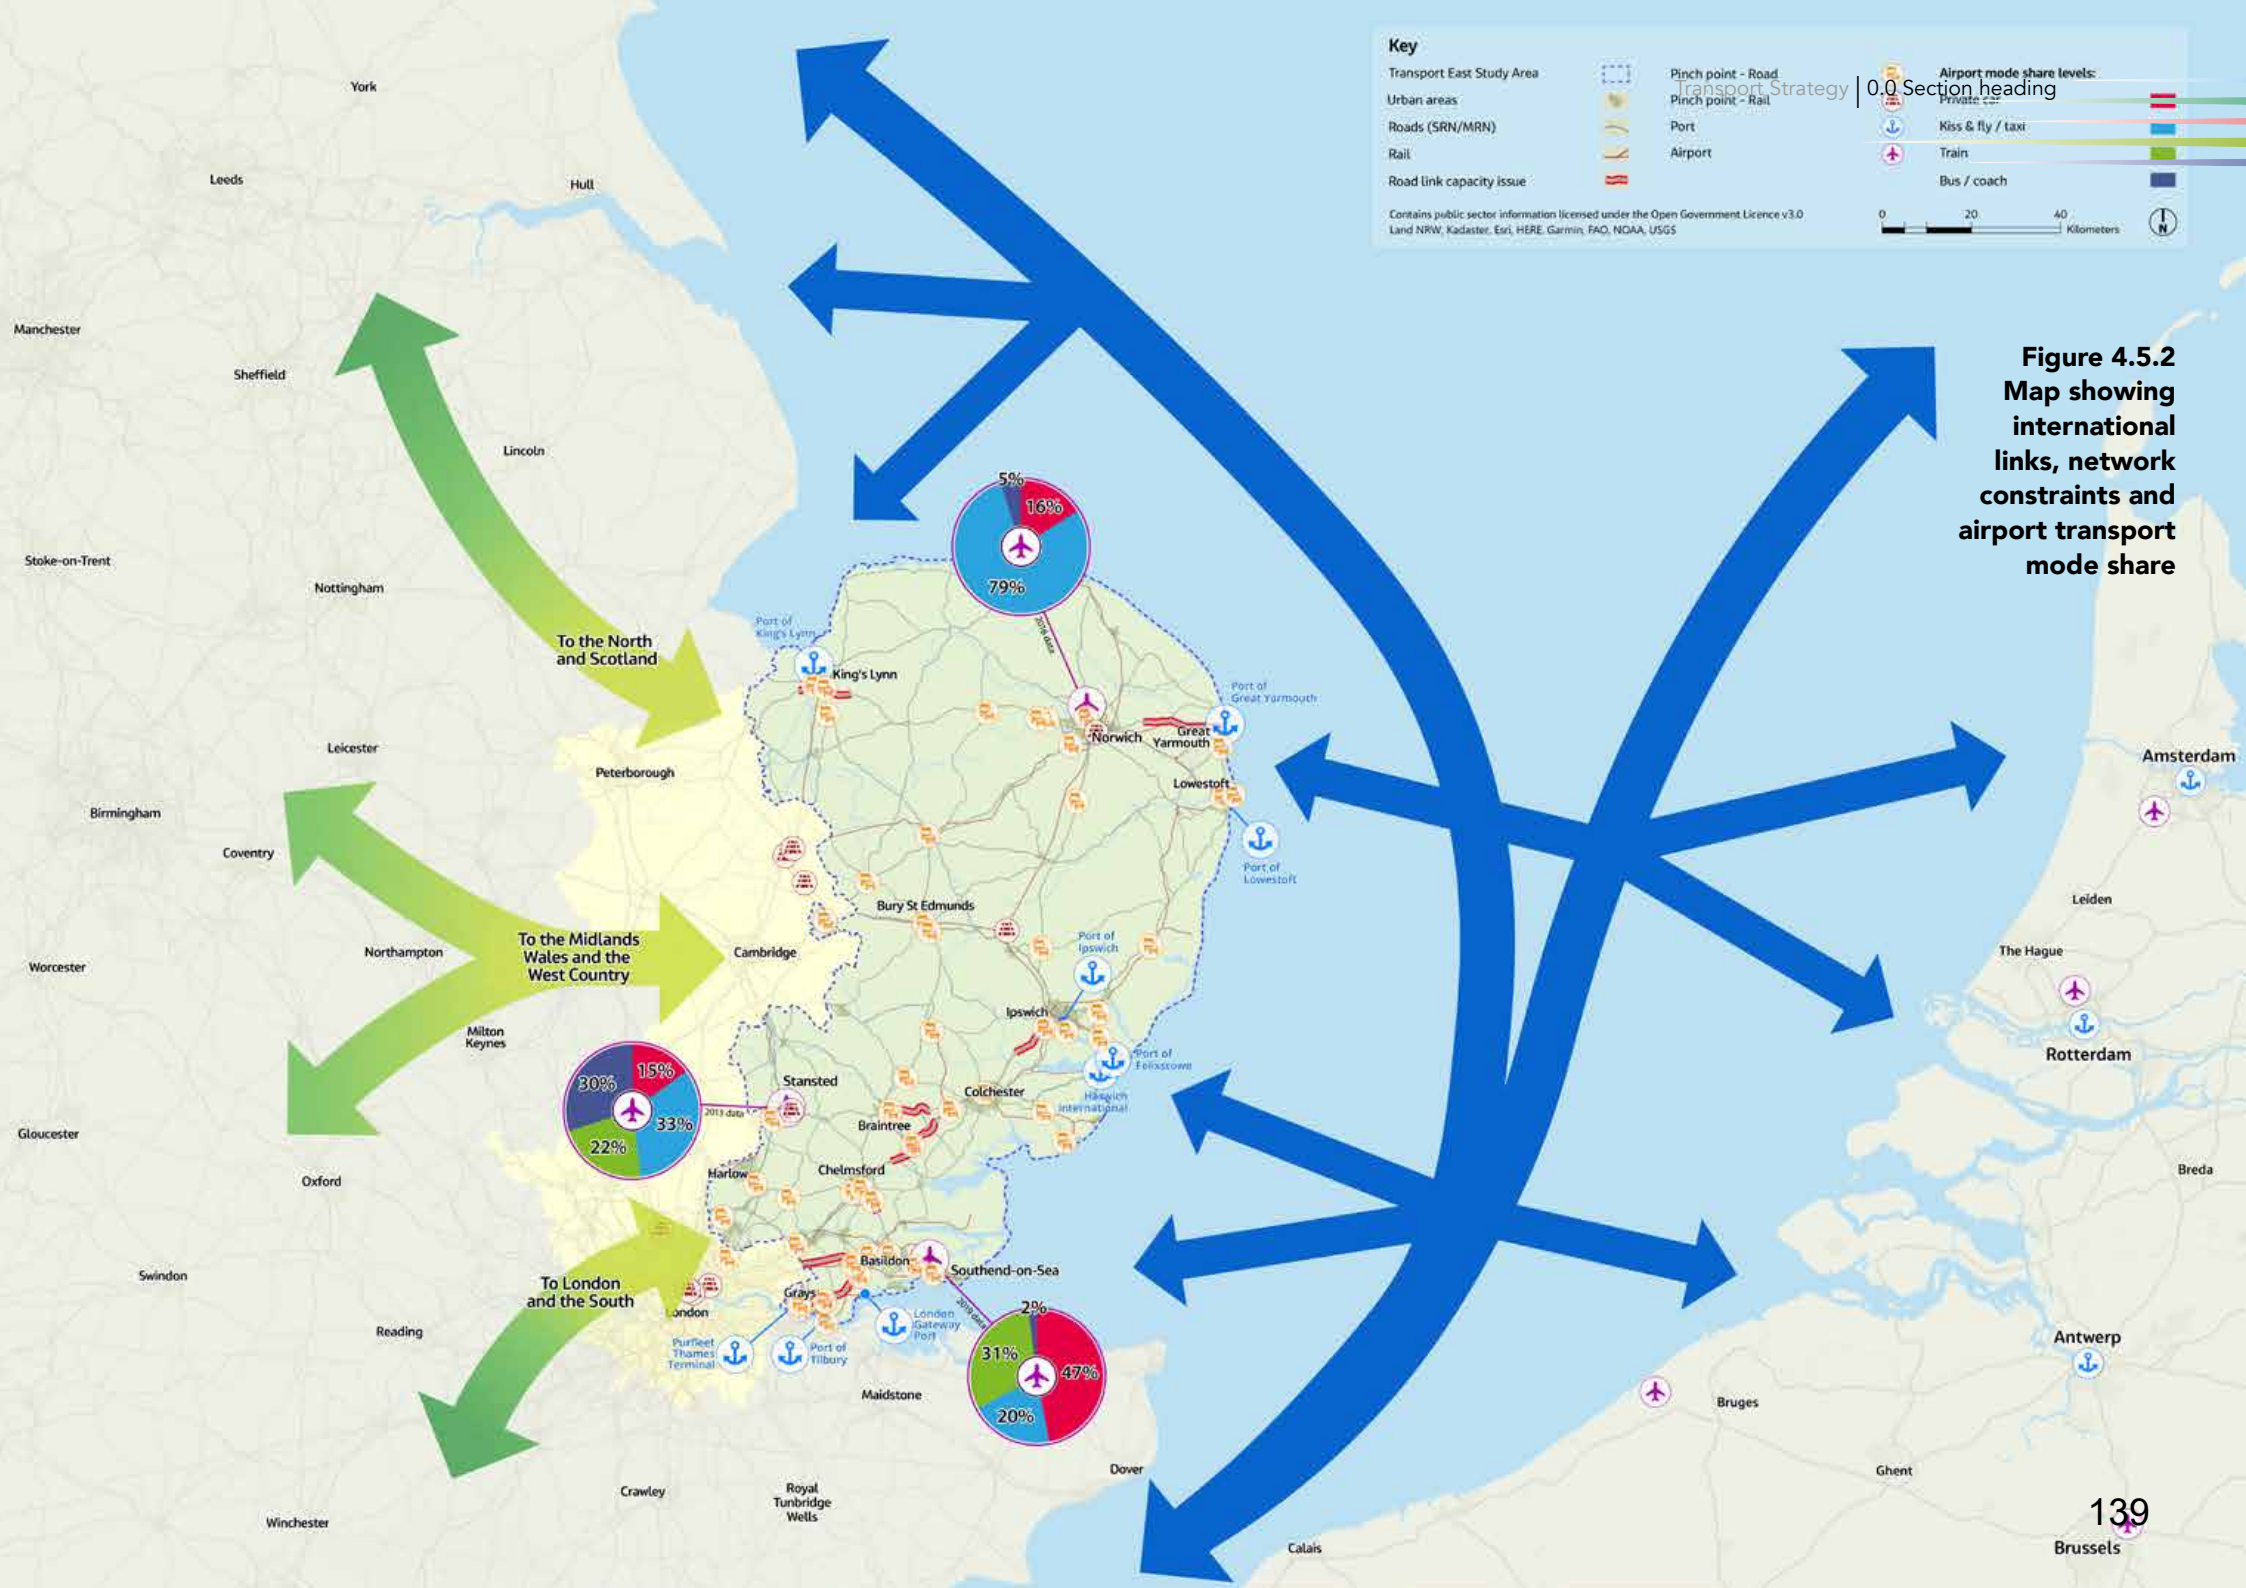 Key
Transport East Study Area
Urban areas
Roads (SRN/MRN)
Rail
Road link capacity issue
Pinch point - Road
Pinch point - Rail
Port
Airport
Airport mode share levels:
Private car
Kiss & fly / taxi
Train
Bus / coach
Contains public sector information licensed under the Open Government Licence v3.0
Land NRW, Kadaster, Esri, HERE, Garmin, FAO, NOAA, USGS
0 20 40
Kilometers
N
Transport Strategy | 0.0 Section heading
Figure 4.5.2
Map showing
international
links, network
constraints and
airport transport
mode share
York
Leeds
Hull
Manchester
Sheffield
Lincoln
Stoke-on-Trent
Nottingham
5%
16%
79%
2018 data
To the North
and Scotland
Port of
King's Lynn
King's Lynn
Port of
Great Yarmouth
Norwich
Great
Yarmouth
Leicester
Peterborough
Lowestoft
Amsterdam
Birmingham
Coventry
Port of
Lowestoft
Bury St Edmunds
Leiden
To the Midlands
Wales and the
West Country
Northampton
Cambridge
Port of
Ipswich
The Hague
Worcester
Ipswich
Milton
Keynes
Port of
Felixstowe
Rotterdam
30%
15%
33%
22%
2013 data
Stansted
Colchester
Harwich
International
Braintree
Gloucester
Oxford
Harlow
Chelmsford
Breda
Swindon
To London
and the South
Basildon
Southend-on-Sea
London
Grays
London
Gateway
Port
2019 data
2%
31%
47%
20%
Reading
Purfleet
Thames
Terminal
Port of
Tilbury
Antwerp
Maidstone
Bruges
Dover
Ghent
Crawley
Royal
Tunbridge
Wells
Winchester
Calais
139
Brussels